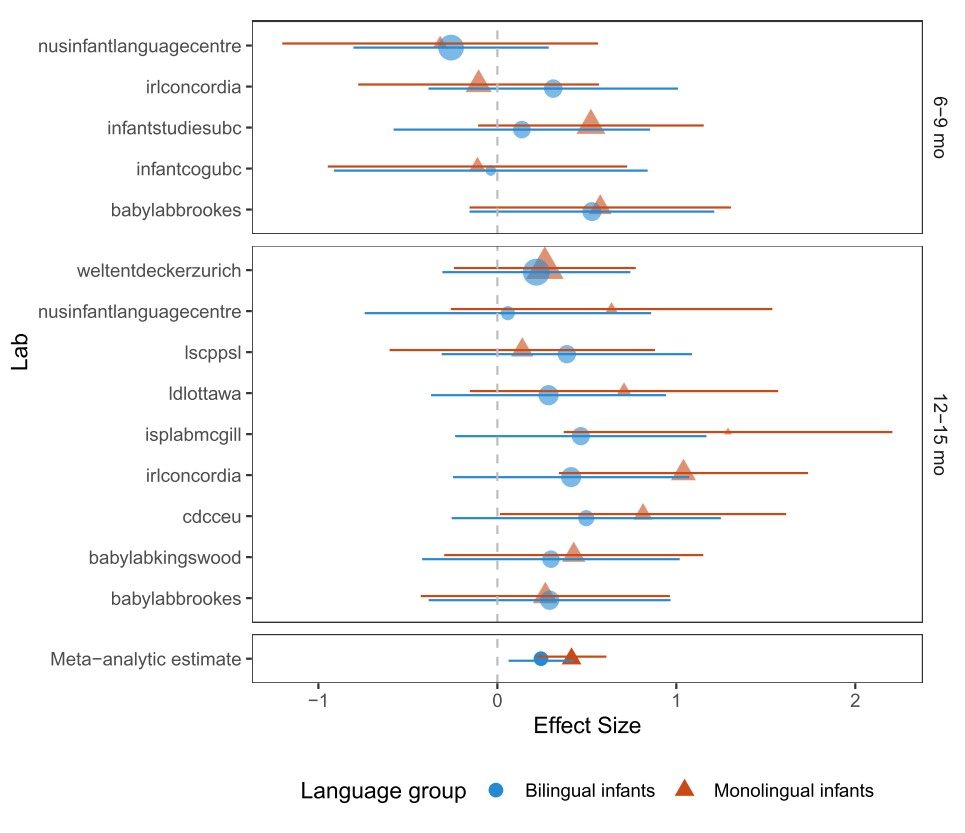 nusinfantlanguagecentre
irlconcordia
infantstudiesubc
infantcogubc
babylabbrookes
6−9 mo
weltentdeckerzurich
nusinfantlanguagecentre
lscppsl
ldlottawa
isplabmcgill
irlconcordia
cdcceu
babylabkingswood
babylabbrookes
12−15 mo
Lab
Meta−analytic estimate
−1 0 1 2
Effect Size
Language group Bilingual infants Monolingual infants